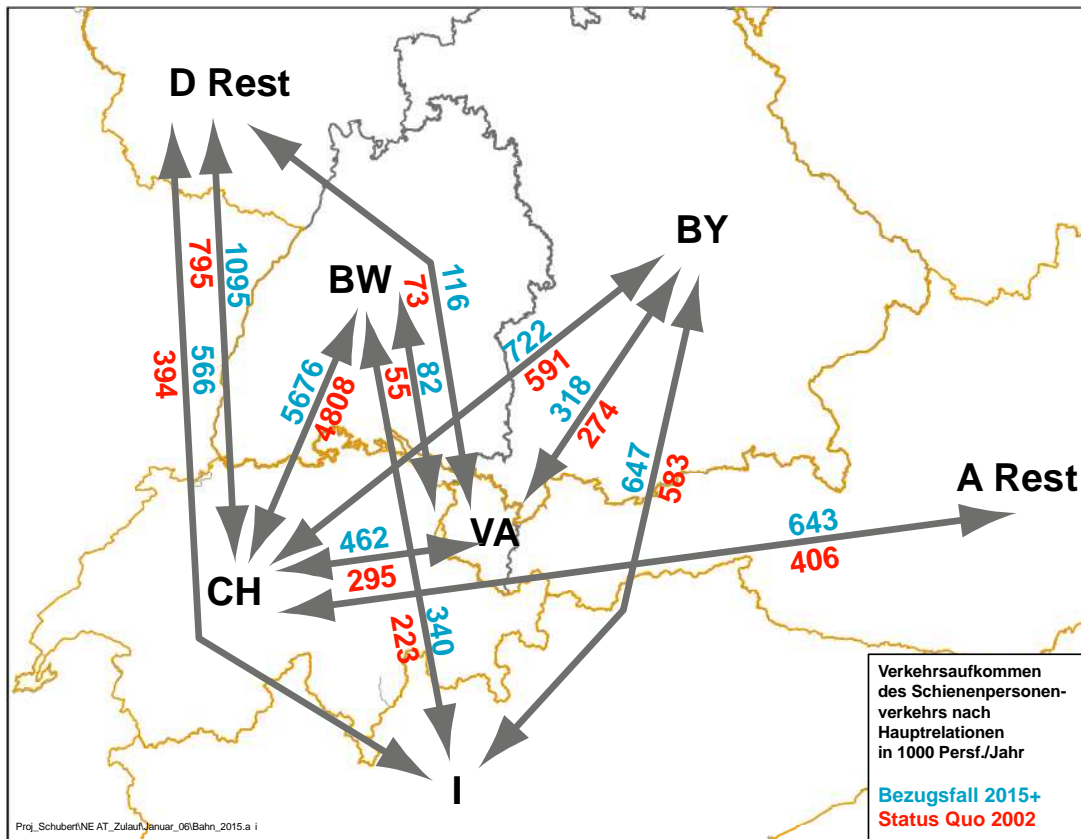 D Rest
BY
BW
795
1095
73
116
394
566
5676
4808
55
82
722
591
318
274
647
583
A Rest
VA
462
295
CH
643
406
223
340
I
Verkehrsaufkommen
des Schienenpersonen-
verkehrs nach
Hauptrelationen
in 1000 Persf./Jahr
Bezugsfall 2015+
Status Quo 2002
Proj_Schubert\NE AT_Zulauf\Januar_06\Bahn_2015.a i